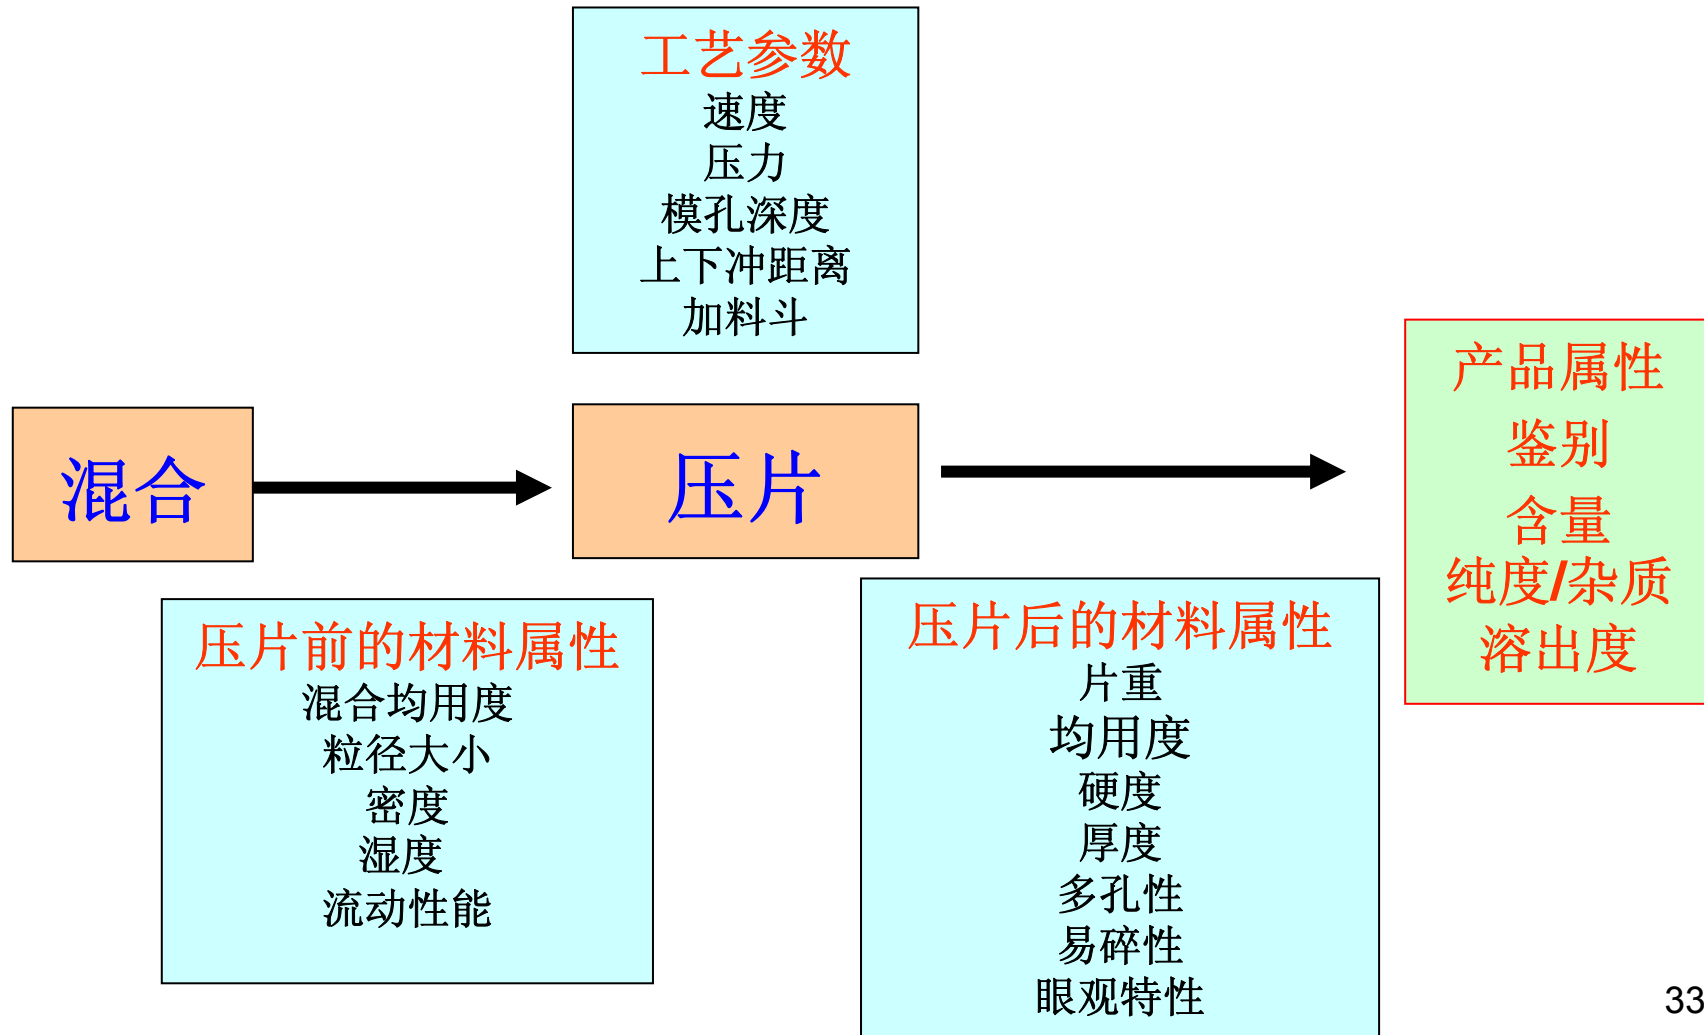 工艺参数
速度
压力
模孔深度
上下冲距离
加料斗
混合
压片
产品属性
鉴别
含量
纯度/杂质
溶出度
压片前的材料属性
混合均用度
粒径大小
密度
湿度
流动性能
压片后的材料属性
片重
均用度
硬度
厚度
多孔性
易碎性
眼观特性
33